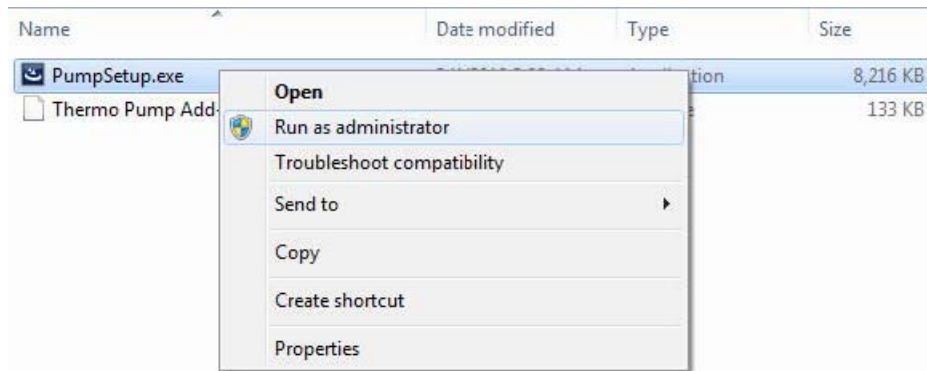 Name Date modified Type Size
PumpSetup.exe 8,216 KB
Thermo Pump Add- 133 KB
Open
Run as administrator
Troubleshoot compatibility
Send to
Copy
Create shortcut
Properties